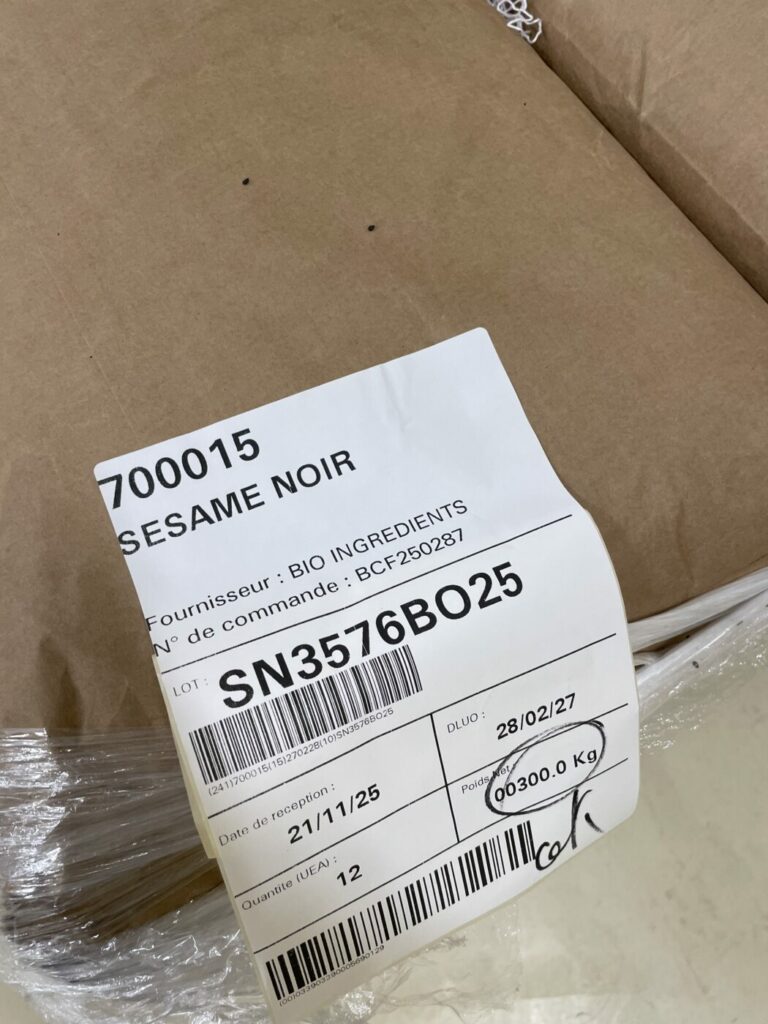 700015
SESAME NOIR
Fournisseur : BIO INGREDIENTS
N° de commande : BCF250287
LOT : SN3576BO25
(241)700015(15)270228(10)SN3576BO25
Date de reception :
21/11/25
DLUO :
28/02/27
Poids Net :
00300.0 Kg
Quantite (UEA) :
12